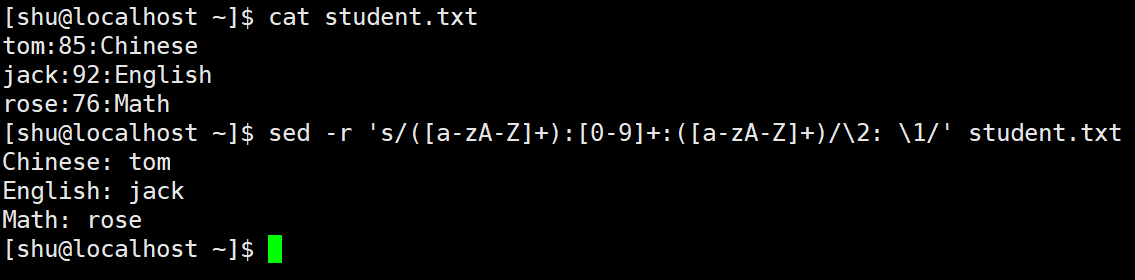 [shu@localhost ~]$ cat student.txt
tom:85:Chinese
jack:92:English
rose:76:Math
[shu@localhost ~]$ sed -r 's/([a-zA-Z]+):[0-9]+:([a-zA-Z]+)/\2: \1/' student.txt
Chinese: tom
English: jack
Math: rose
[shu@localhost ~]$